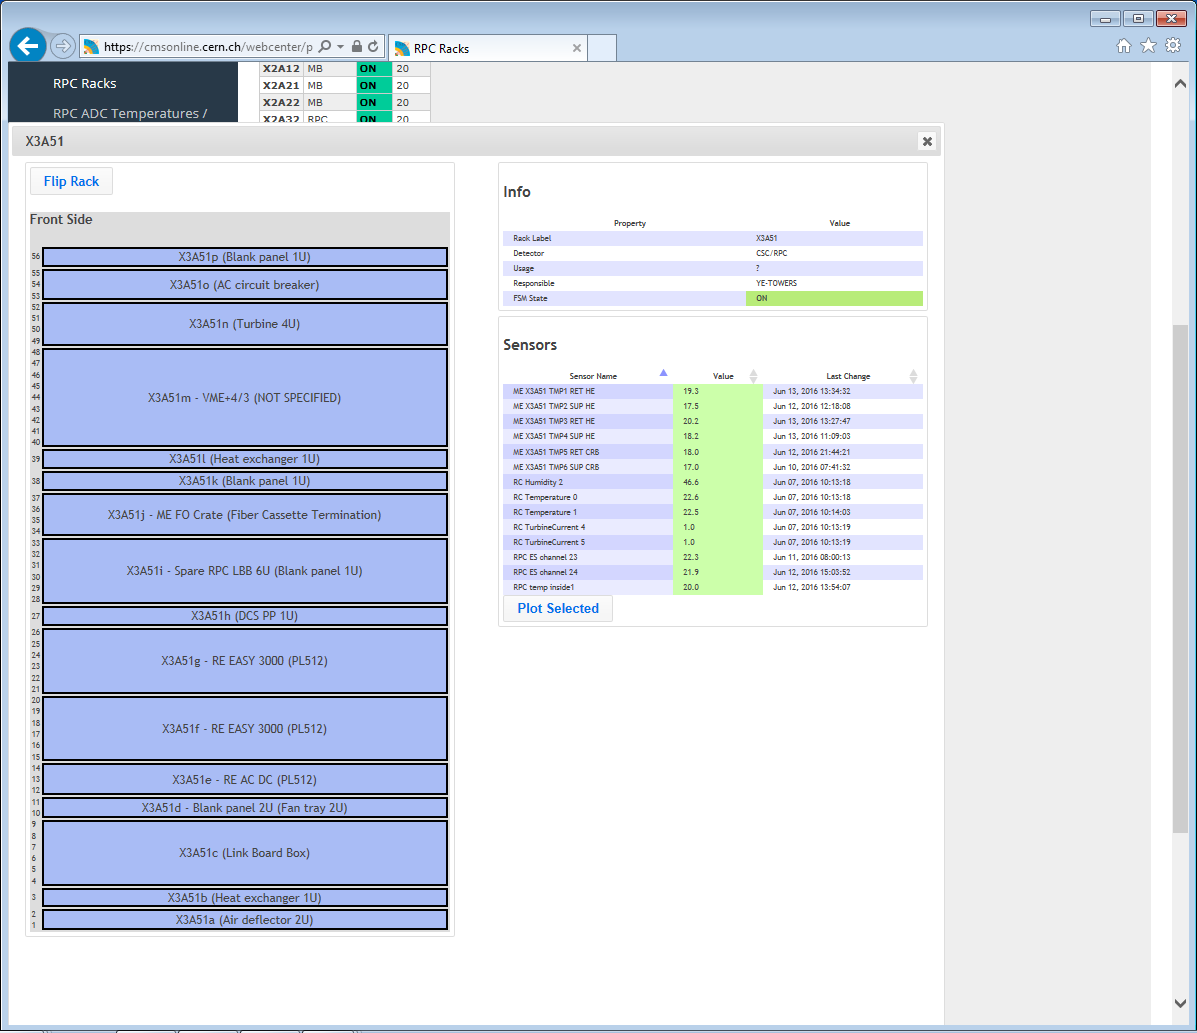 https://cmsonline.cern.ch/webcenter/p
RPC Racks
RPC Racks
RPC ADC Temperatures /
X2A12 MB ON 20
X2A21 MB ON 20
X2A22 MB ON 20
X2A32 RPC ON 20
X3A51
Flip Rack
Front Side
56 X3A51p (Blank panel 1U)
55
54 X3A51o (AC circuit breaker)
53
52
51 X3A51n (Turbine 4U)
50
49
48
47
46
45
44 X3A51m - VME+4/3 (NOT SPECIFIED)
43
42
41
40
39 X3A51l (Heat exchanger 1U)
38 X3A51k (Blank panel 1U)
37
36 X3A51j - ME FO Crate (Fiber Cassette Termination)
35
34
33
32
31 X3A51i - Spare RPC LBB 6U (Blank panel 1U)
30
29
28
27 X3A51h (DCS PP 1U)
26
25
24 X3A51g - RE EASY 3000 (PL512)
23
22
21
20
19
18 X3A51f - RE EASY 3000 (PL512)
17
16
15
14
13 X3A51e - RE AC DC (PL512)
12
11 X3A51d - Blank panel 2U (Fan tray 2U)
10
9
8
7 X3A51c (Link Board Box)
6
5
4
3 X3A51b (Heat exchanger 1U)
2 X3A51a (Air deflector 2U)
1
Info
Property Value
Rack Label X3A51
Detector CSC/RPC
Usage ?
Responsible YE-TOWERS
FSM State ON
Sensors
Sensor Name Value Last Change
ME X3A51 TMP1 RET HE 19.3 Jun 13, 2016 13:34:32
ME X3A51 TMP2 SUP HE 17.5 Jun 12, 2016 12:18:08
ME X3A51 TMP3 RET HE 20.2 Jun 13, 2016 13:27:47
ME X3A51 TMP4 SUP HE 18.2 Jun 13, 2016 11:09:03
ME X3A51 TMP5 RET CRB 18.0 Jun 12, 2016 21:44:21
ME X3A51 TMP6 SUP CRB 17.0 Jun 10, 2016 07:41:32
RC Humidity 2 46.6 Jun 07, 2016 10:13:18
RC Temperature 0 22.6 Jun 07, 2016 10:13:18
RC Temperature 1 22.5 Jun 07, 2016 10:14:03
RC TurbineCurrent 4 1.0 Jun 07, 2016 10:13:19
RC TurbineCurrent 5 1.0 Jun 07, 2016 10:13:19
RPC ES channel 23 22.3 Jun 11, 2016 08:00:13
RPC ES channel 24 21.9 Jun 12, 2016 15:03:52
RPC temp inside1 20.0 Jun 12, 2016 13:54:07
Plot Selected